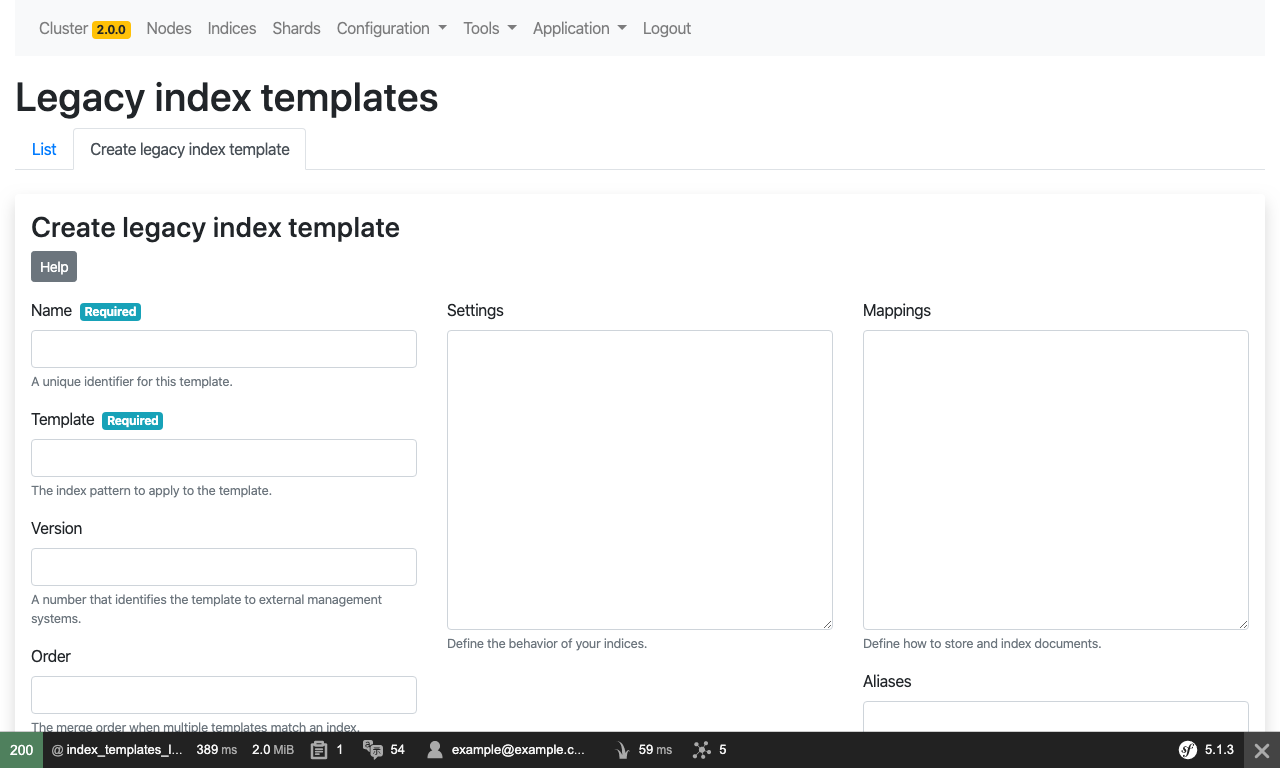 Cluster 2.0.0 Nodes Indices Shards Configuration Tools Application Logout
Legacy index templates
List Create legacy index template
Create legacy index template
Help
Name Required
A unique identifier for this template.
Template Required
The index pattern to apply to the template.
Version
A number that identifies the template to external management
systems.
Order
The merge order when multiple templates match an index.
Settings
Define the behavior of your indices.
Mappings
Define how to store and index documents.
Aliases
200 @ index_templates_l... 389 ms 2.0 MiB 1 54 example@example.c... 59 ms 5 sf 5.1.3